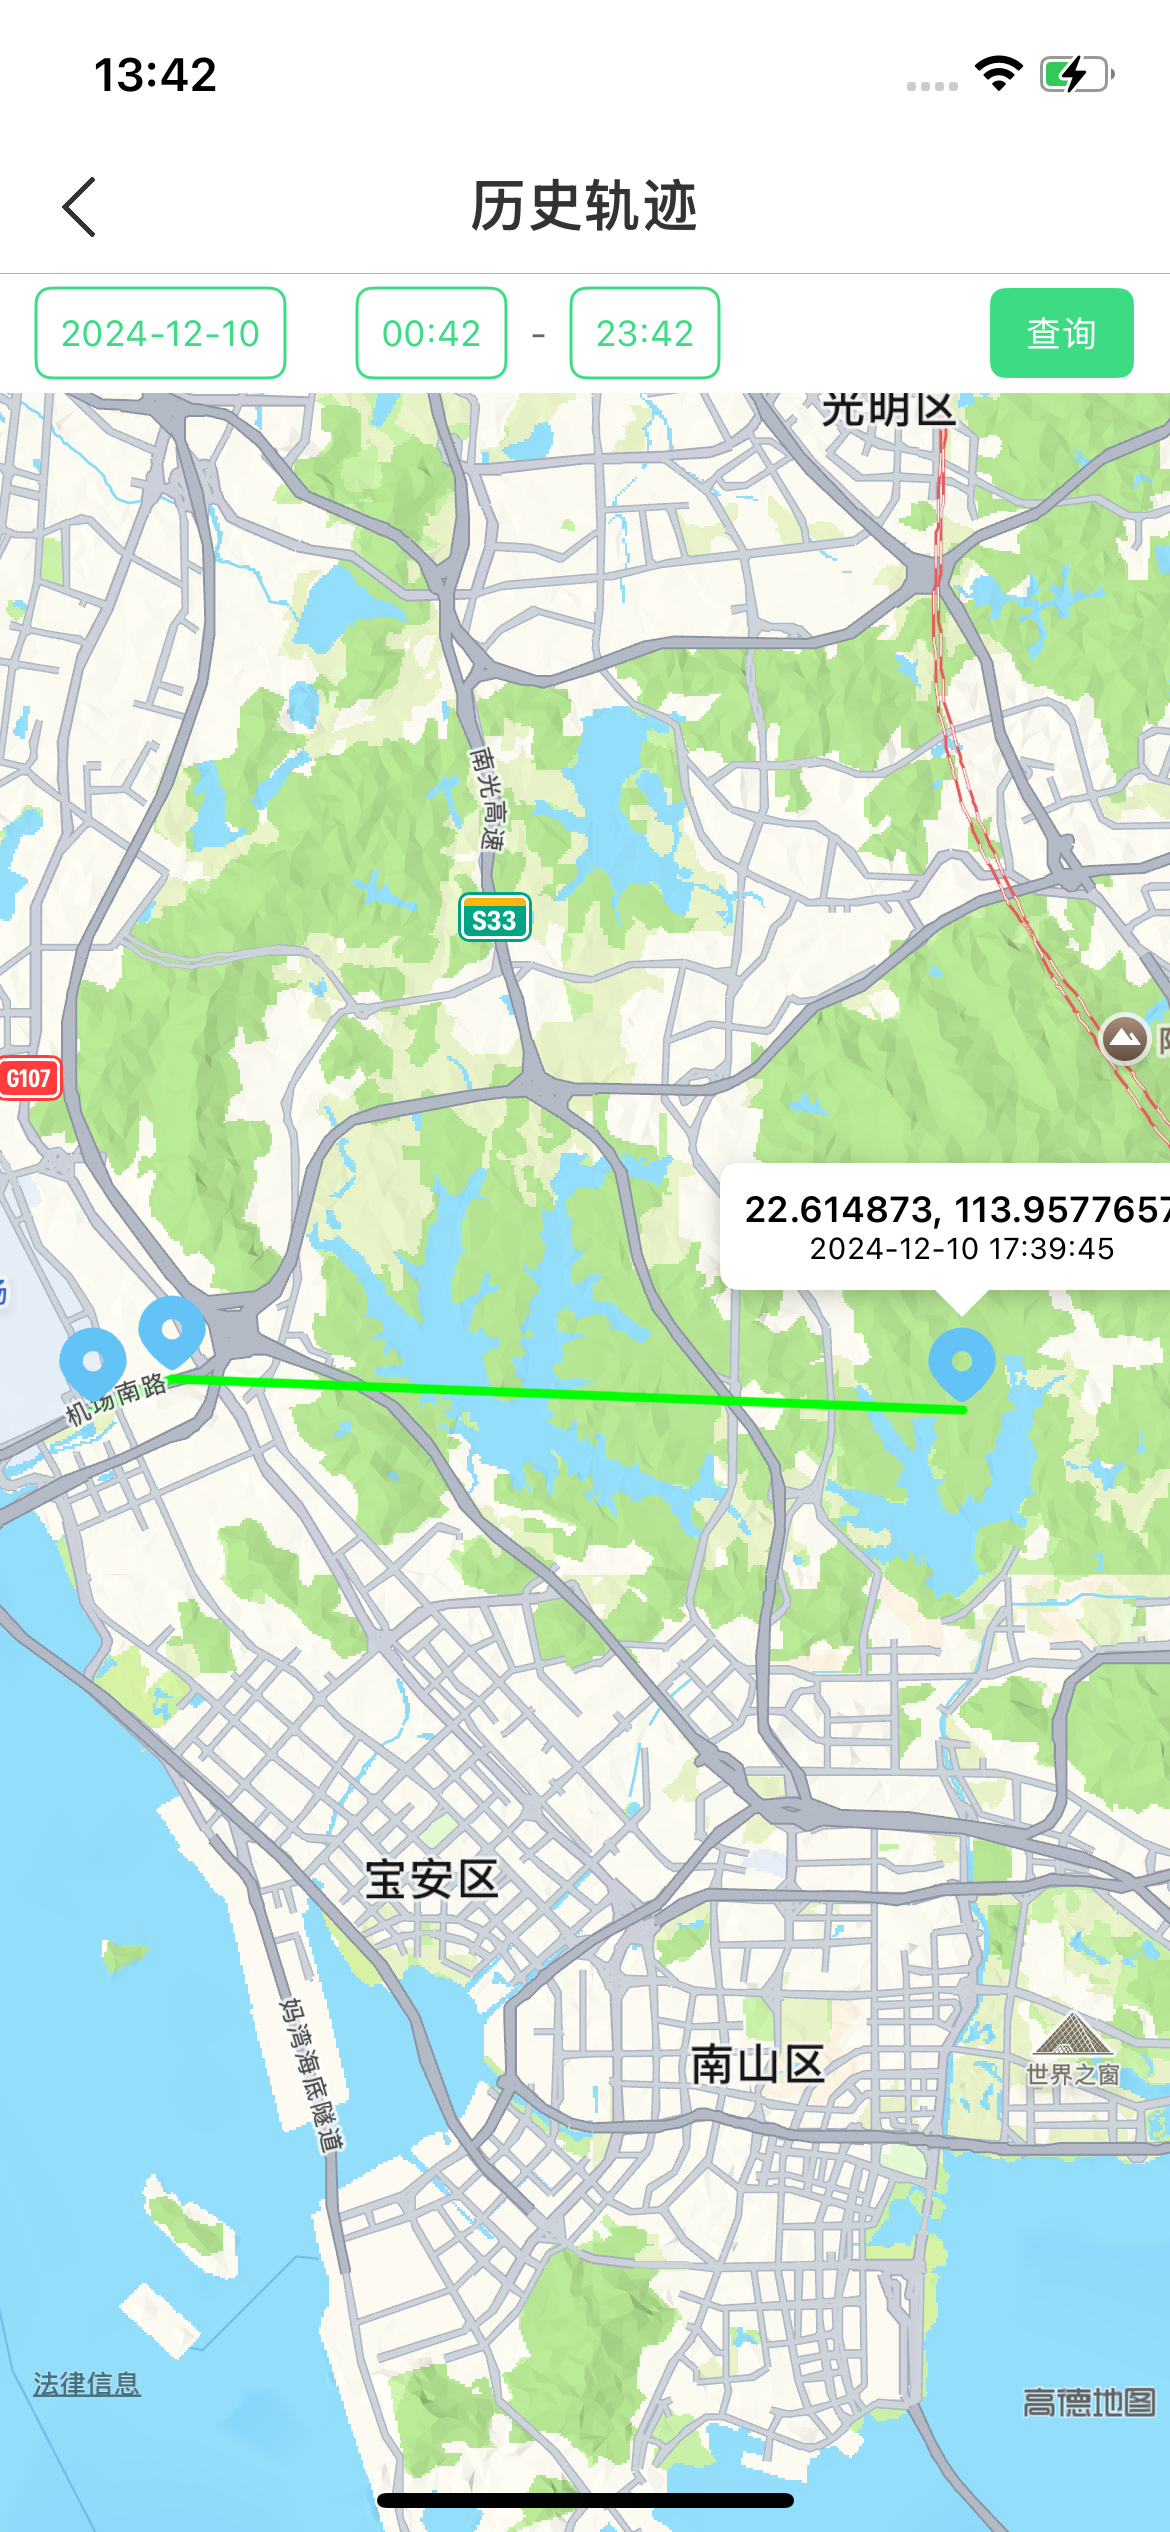 13:42
历史轨迹
2024-12-10
00:42
-
23:42
查询
光明区
南光高速
S33
G107
22.614873, 113.9577657
2024-12-10 17:39:45
机场南路
宝安区
妈湾海底隧道
南山区
世界之窗
法律信息
高德地图